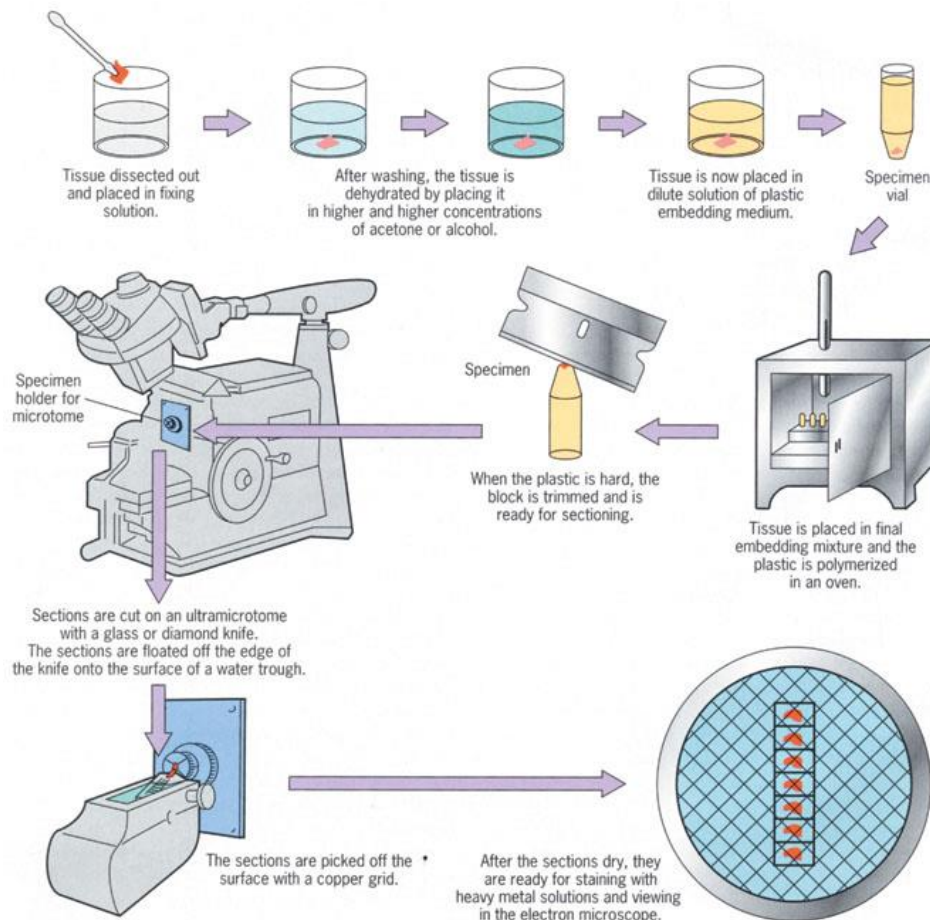 Tissue dissected out
and placed in fixing
solution.
After washing, the tissue is
dehydrated by placing it
in higher and higher concentrations
of acetone or alcohol.
Tissue is now placed in
dilute solution of plastic
embedding medium.
Specimen
vial
Specimen
holder for
microtome
Specimen
When the plastic is hard, the
block is trimmed and is
ready for sectioning.
Tissue is placed in final
embedding mixture and the
plastic is polymerized
in an oven.
Sections are cut on an ultramicrotome
with a glass or diamond knife.
The sections are floated off the edge of
the knife onto the surface of a water trough.
The sections are picked off the
surface with a copper grid.
After the sections dry, they
are ready for staining with
heavy metal solutions and viewing
in the electron microscope.